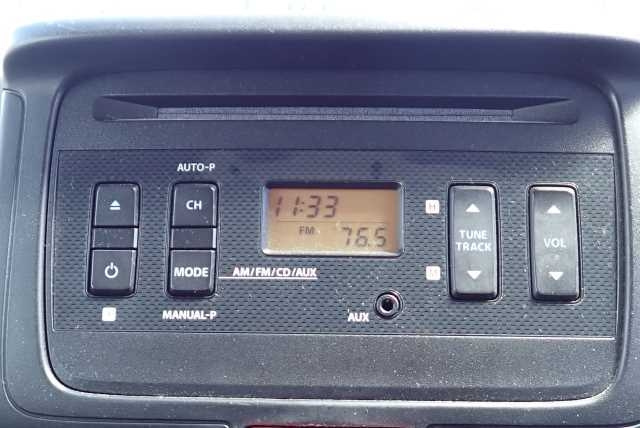 AUTO-P
CH
MODE
MANUAL-P
AM/FM/CD/AUX
11:33
FM 76.5
AUX
H
M
TUNE
TRACK
VOL